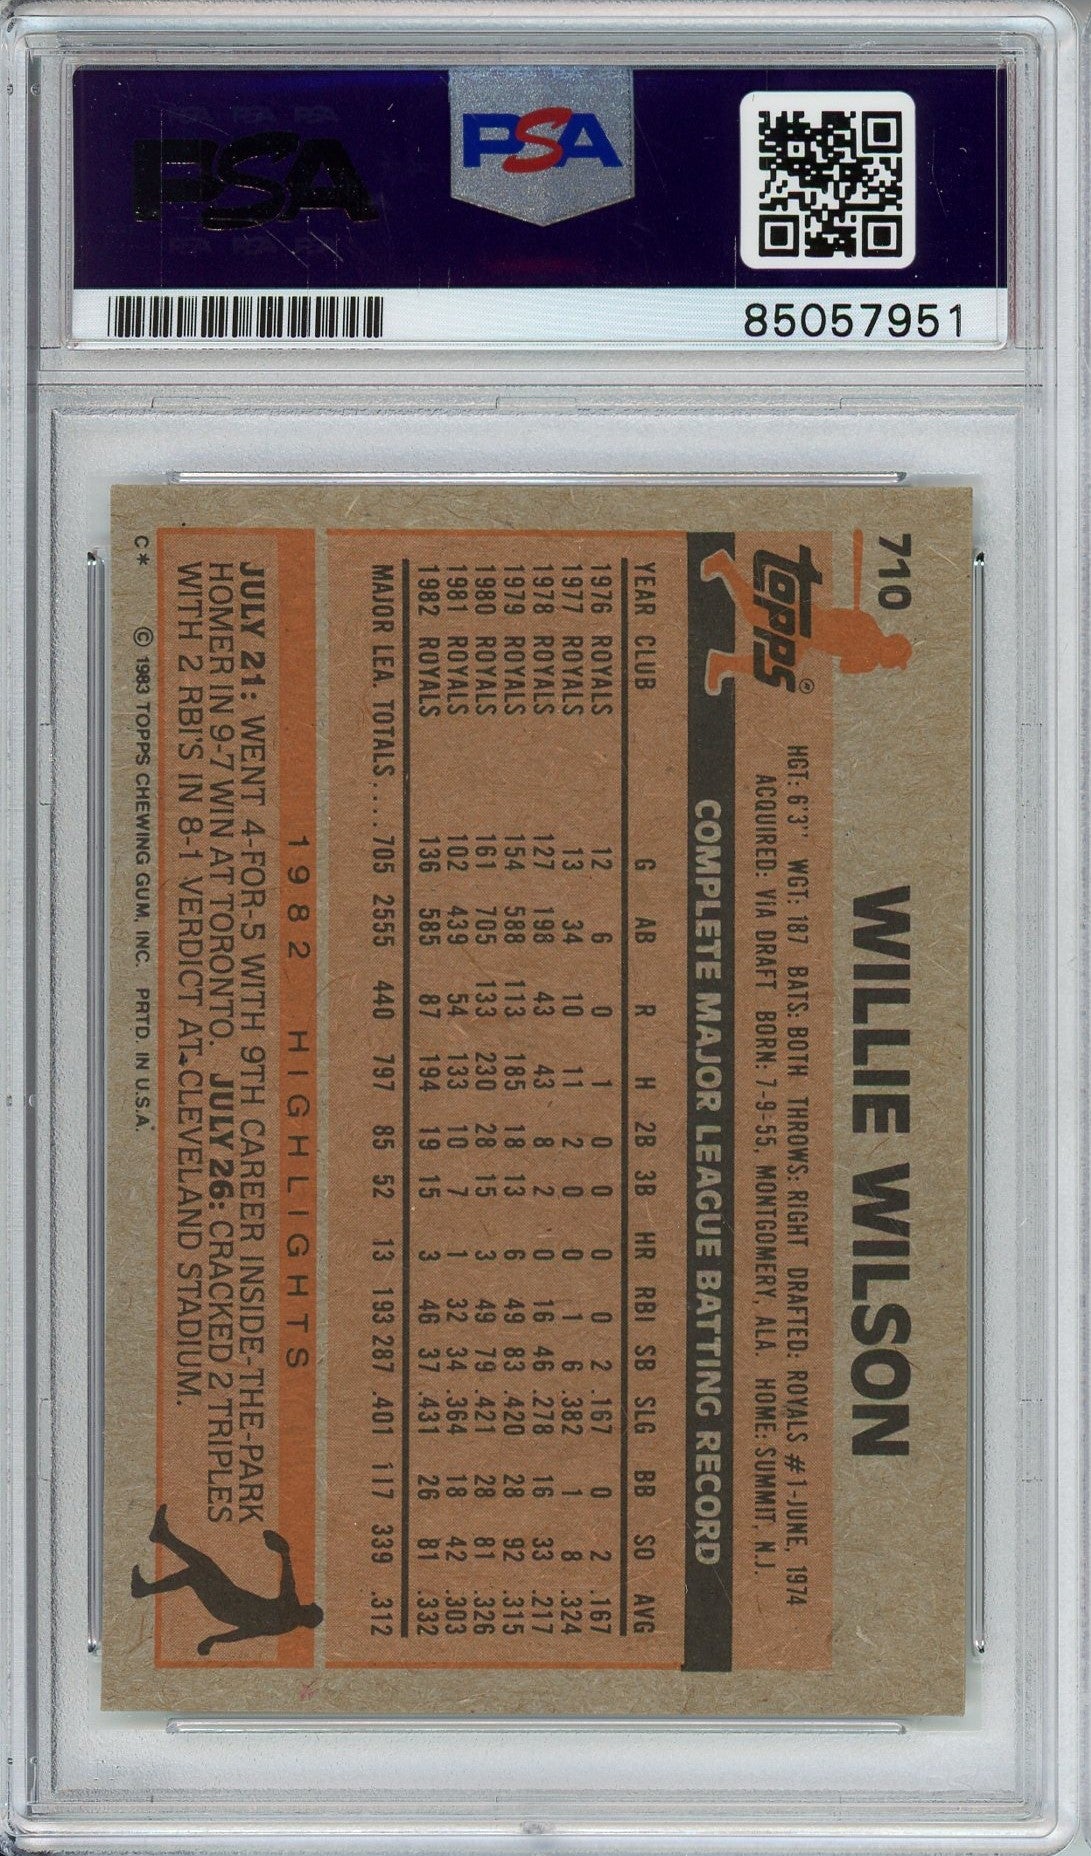 PSA PSA PSA
PSA
PSA PSA PSA
PSA
85057951
710
WILLIE WILSON
Topps®
HGT: 6'3" WGT: 187 BATS: BOTH THROWS: RIGHT DRAFTED: ROYALS #1-JUNE, 1974
ACQUIRED: VIA DRAFT BORN: 7-9-55, MONTGOMERY, ALA. HOME: SUMMIT, N.J.
COMPLETE MAJOR LEAGUE BATTING RECORD
YEAR CLUB G AB R H 2B 3B HR RBI SB SLG BB SO AVG
1976 ROYALS 12 6 0 1 0 0 0 0 2 .167 0 2 .167
1977 ROYALS 13 34 10 11 2 0 0 1 6 .382 1 8 .324
1978 ROYALS 127 198 43 43 8 2 0 16 46 .278 16 33 .217
1979 ROYALS 154 588 113 185 18 13 6 49 83 .420 28 92 .315
1980 ROYALS 161 705 133 230 28 15 3 49 79 .421 28 81 .326
1981 ROYALS 102 439 54 133 10 7 1 32 34 .364 18 42 .303
1982 ROYALS 136 585 87 194 19 15 3 46 37 .431 26 81 .332
MAJOR LEA. TOTALS.... 705 2555 440 797 85 52 13 193 287 .401 117 339 .312
1982 HIGHLIGHTS
JULY 21: WENT 4-FOR-5 WITH 9TH CAREER INSIDE-THE-PARK
HOMER IN 9-7 WIN AT TORONTO. JULY 26: CRACKED 2 TRIPLES
WITH 2 RBI'S IN 8-1 VERDICT AT CLEVELAND STADIUM.
C* © 1983 TOPPS CHEWING GUM, INC. PRTD. IN U.S.A.